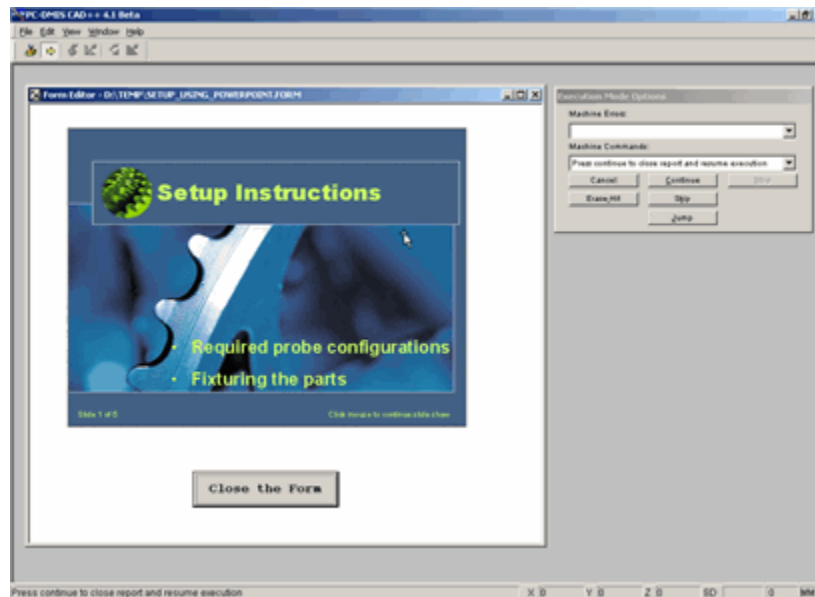 PC-DMIS CAD++ 4.1 Beta
File Edit View Window Help
Form Editor - D:\TEMP\SETUP_USING_POWERPOINT.FORM
Setup Instructions
• Required probe configurations
• Fixturing the parts
Slide 1 of 5
Click mouse to continue slide show
Close the Form
Execution Mode Options
Machine Errors:
Machine Commands:
Press continue to close report and resume execution
Cancel Continue
Erase Hit Skip
Jump
Press continue to close report and resume execution X 0 Y 0 Z 0 SD 0 MM